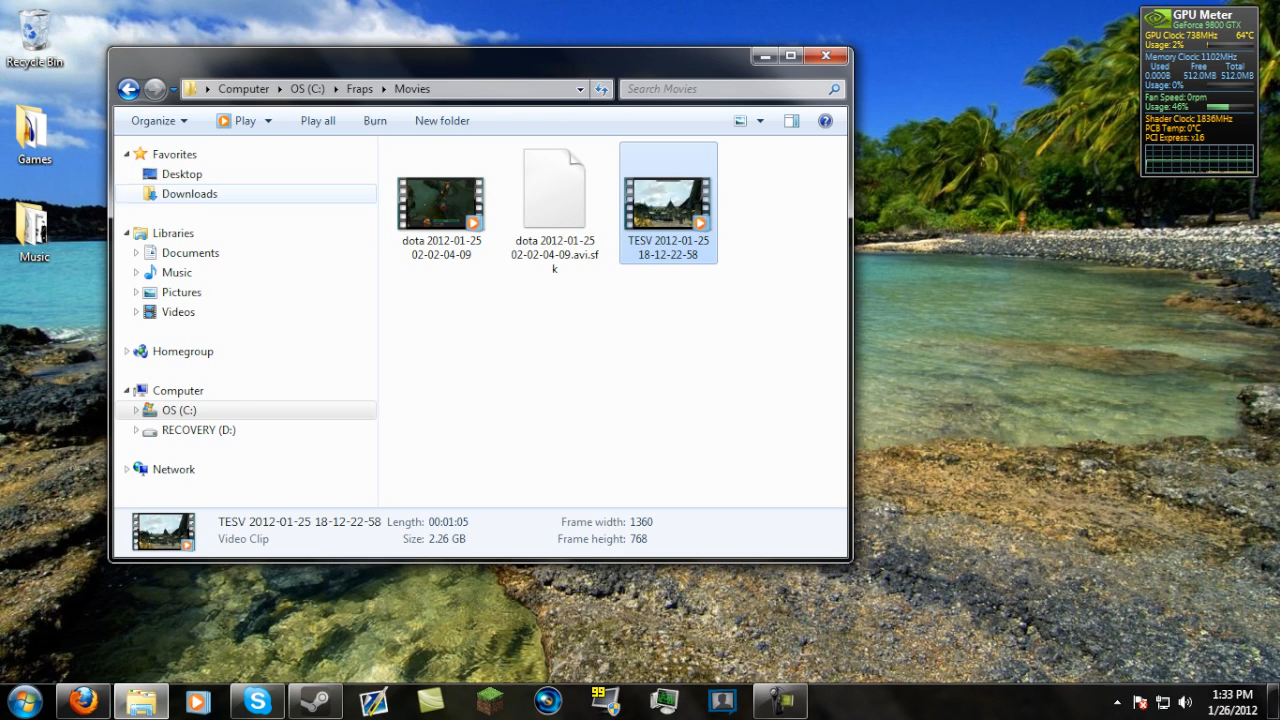 Recycle Bin
Games
Music
Computer
OS (C:)
Fraps
Movies
Search Movies
Organize
Play
Play all
Burn
New folder
Favorites
Desktop
Downloads
Libraries
Documents
Music
Pictures
Videos
Homegroup
Computer
OS (C:)
RECOVERY (D:)
Network
dota 2012-01-25
02-02-04-09
dota 2012-01-25
02-02-04-09.avi.sf
k
TESV 2012-01-25
18-12-22-58
TESV 2012-01-25 18-12-22-58 Length: 00:01:05 Frame width: 1360
Video Clip Size: 2.26 GB Frame height: 768
GPU Meter
GeForce 9800 GTX
GPU Clock: 738MHz 64°C
Usage: 2%
Memory Clock: 1102MHz
Used Free Total
0.000B 512.0MB 512.0MB
Usage: 0%
Fan Speed: 0rpm
Usage: 46%
Shader Clock: 1836MHz
PCB Temp: 0°C
PCI Express: x16
99
1:33 PM
1/26/2012